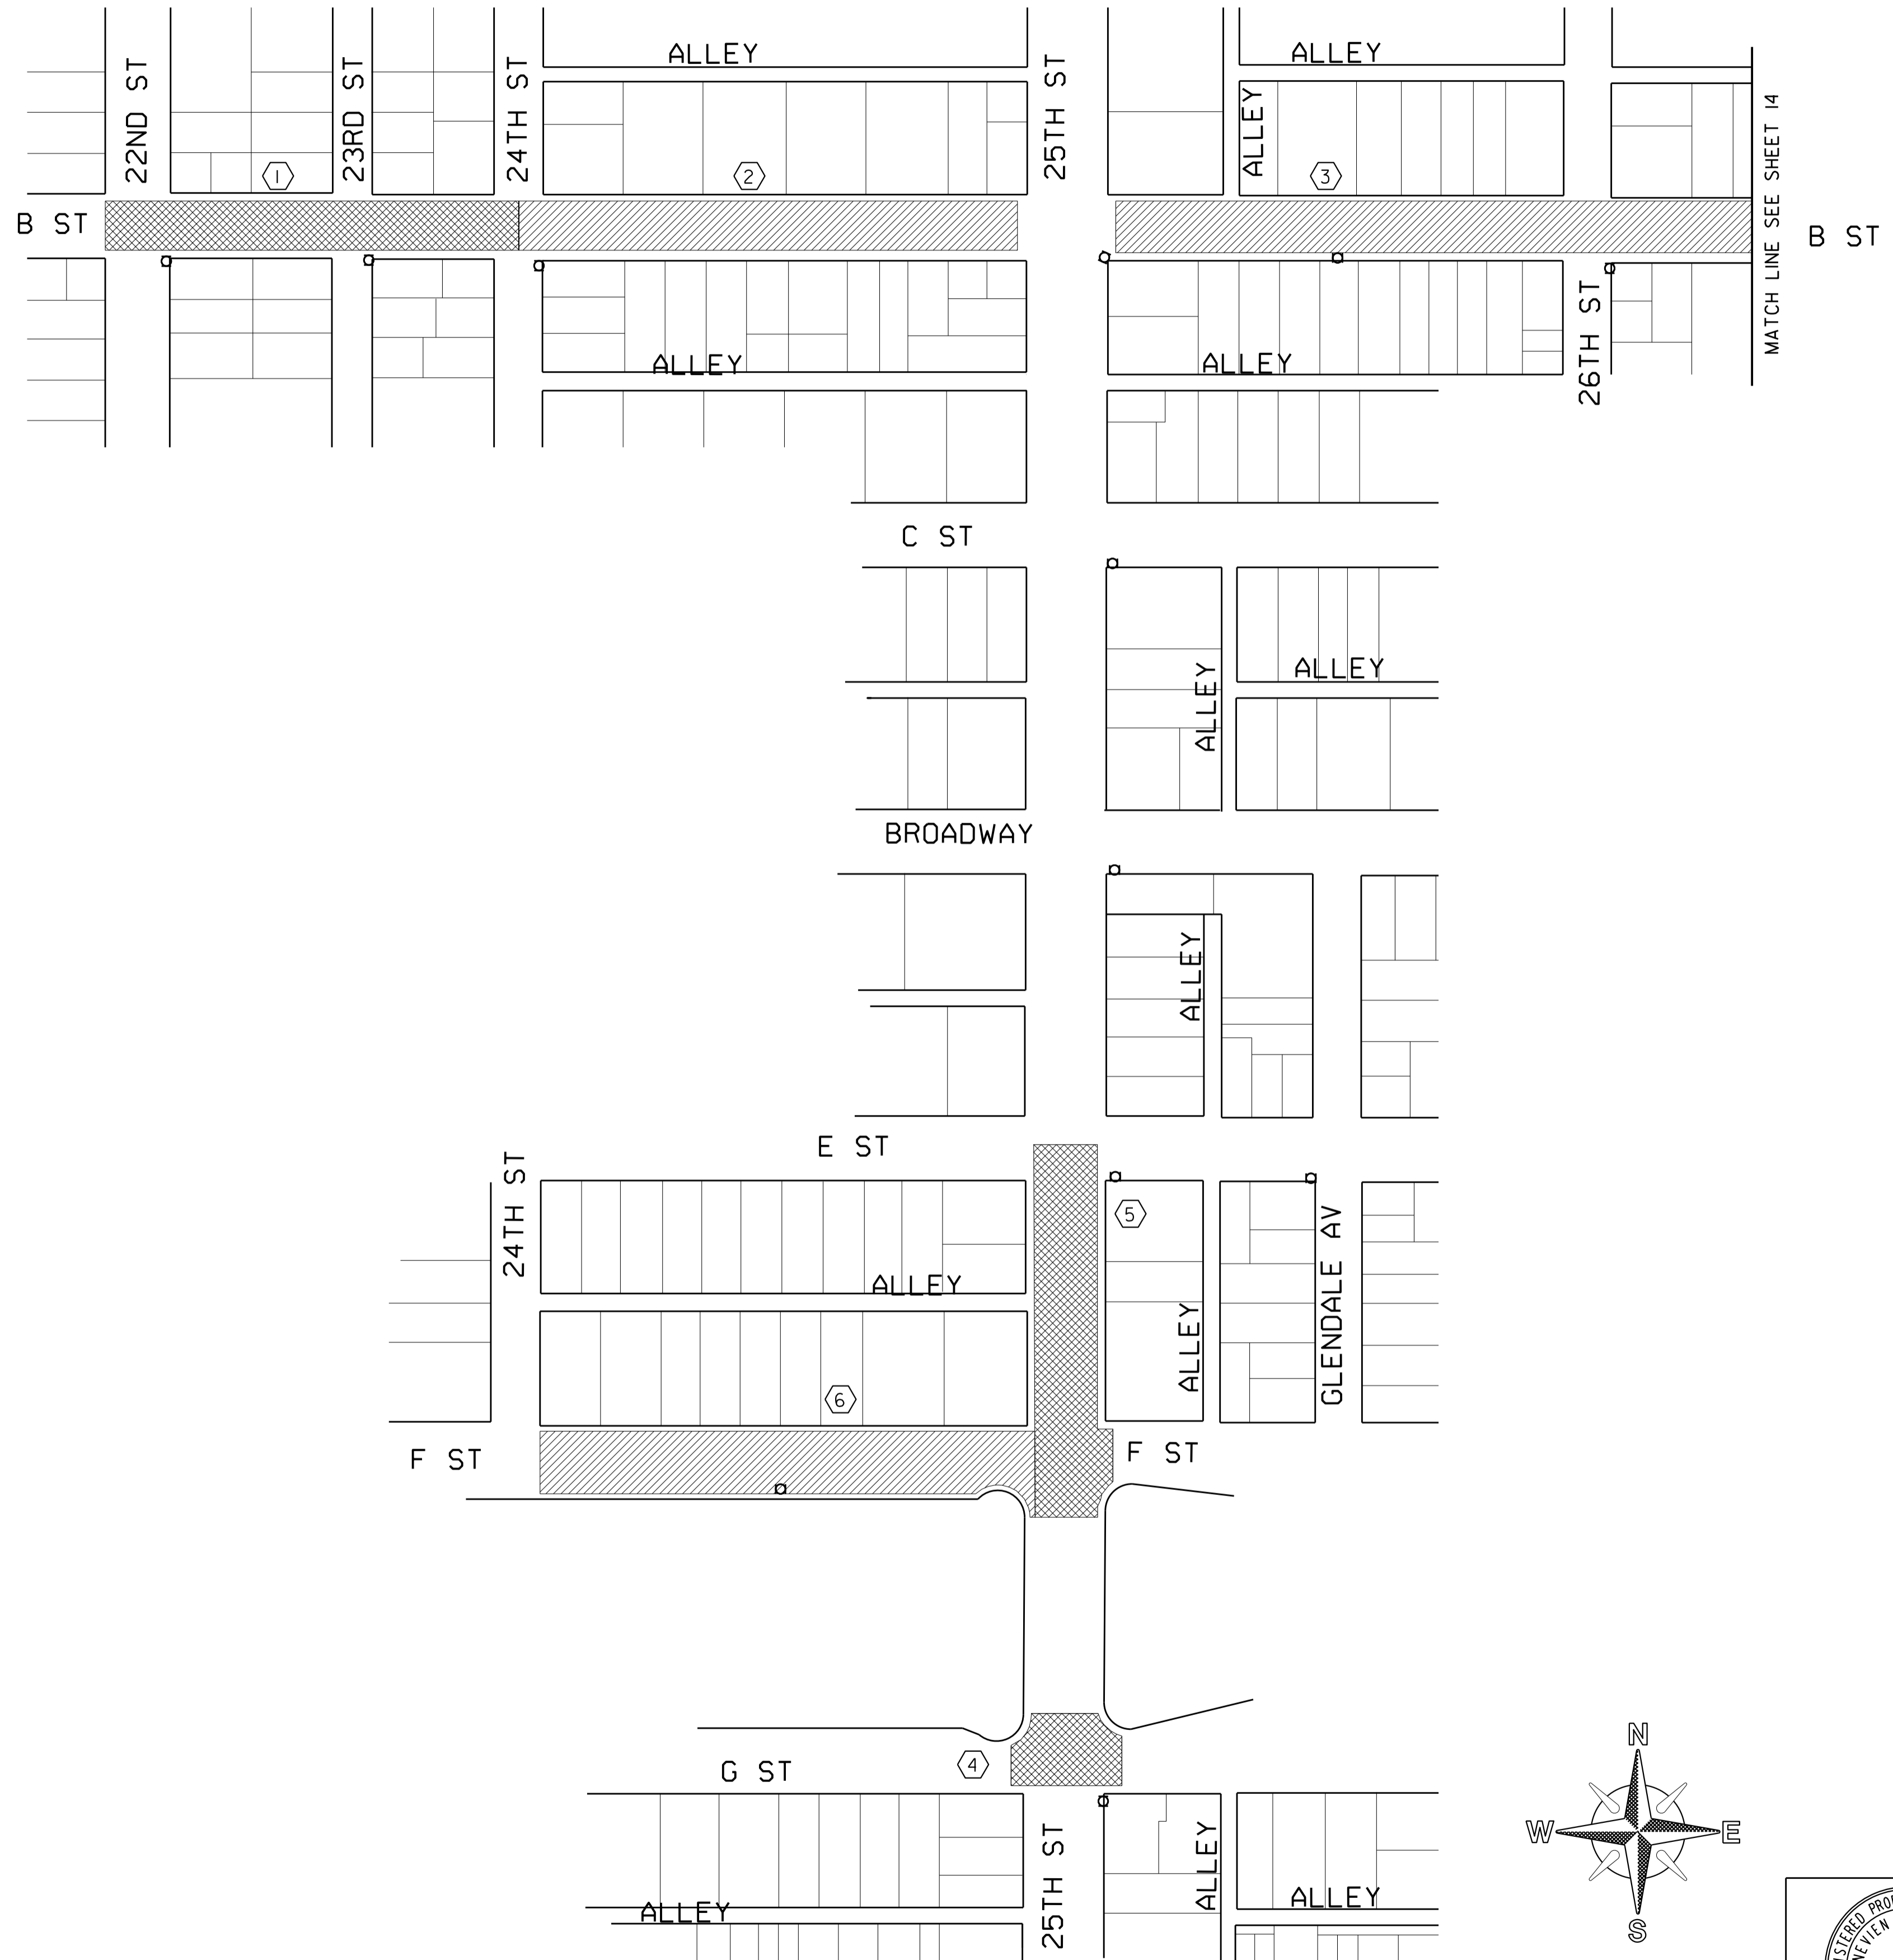 ALLEY
ALLEY
22ND ST
23RD ST
24TH ST
25TH ST
ALLEY
MATCH LINE SEE SHEET 14
1
2
3
B ST
B ST
26TH ST
ALLEY
ALLEY
C ST
ALLEY
ALLEY
BROADWAY
ALLEY
E ST
24TH ST
5
GLENDALE AV
ALLEY
ALLEY
6
F ST
F ST
N
4
G ST
W
E
25TH ST
ALLEY
ALLEY
ALLEY
S